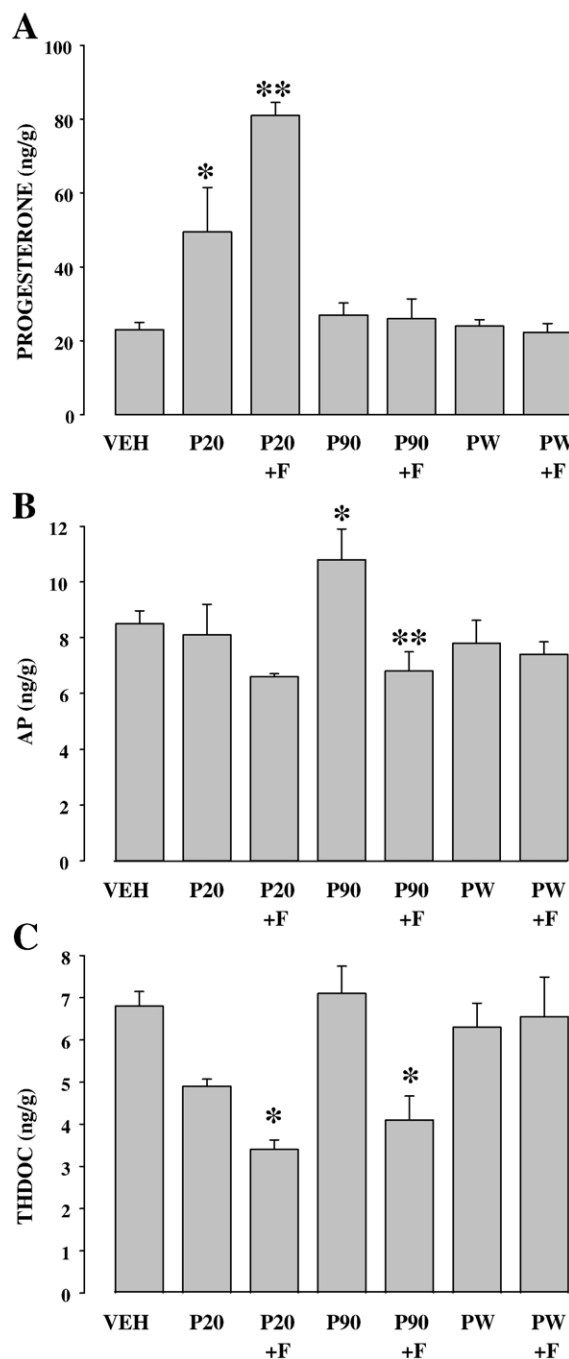 A
PROGESTERONE (ng/g)
100
80
60
40
20
0
*
**
VEH P20 P20 P90 P90 PW PW
+F +F +F
B
AP (ng/g)
12
10
8
6
4
2
0
*
**
VEH P20 P20 P90 P90 PW PW
+F +F +F
C
THDOC (ng/g)
8
7
6
5
4
3
2
1
0
*
*
VEH P20 P20 P90 P90 PW PW
+F +F +F